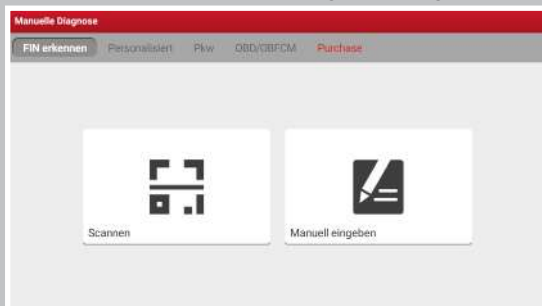 Manuelle Diagnose
FIN erkennen Personalisiert Pkw OBD/OBFCM Purchase
Scannen Manuell eingeben